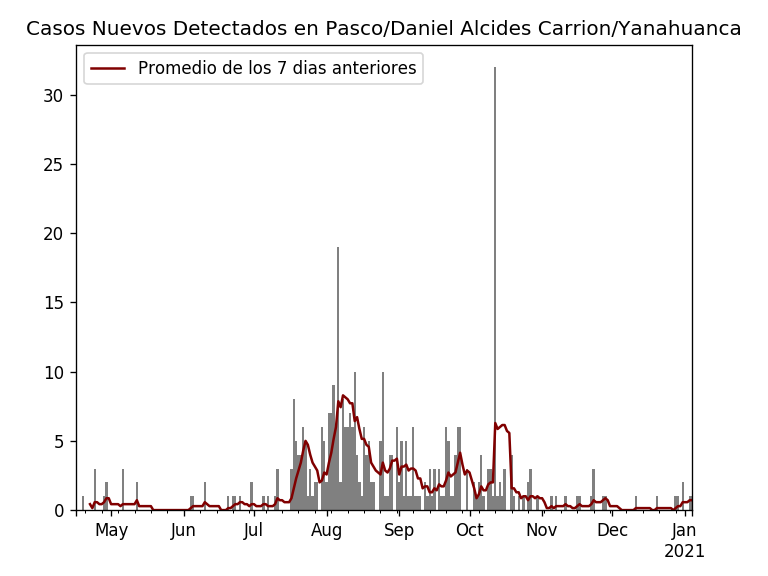 Casos Nuevos Detectados en Pasco/Daniel Alcides Carrion/Yanahuanca
Promedio de los 7 dias anteriores
30
25
20
15
10
5
0
May Jun Jul Aug Sep Oct Nov Dec Jan
2021